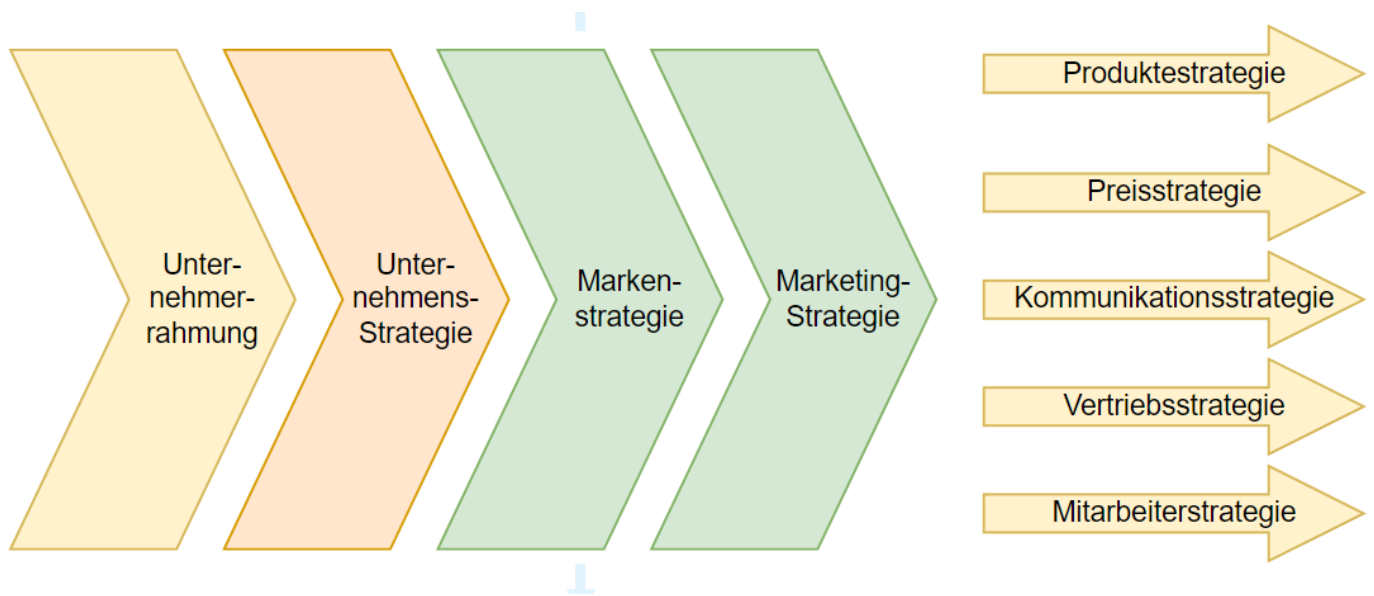 Unter-
nehmer-
rahmung
Unter-
nehmens-
Strategie
Marken-
strategie
Marketing-
Strategie
Produktestrategie
Preisstrategie
Kommunikationsstrategie
Vertriebsstrategie
Mitarbeiterstrategie